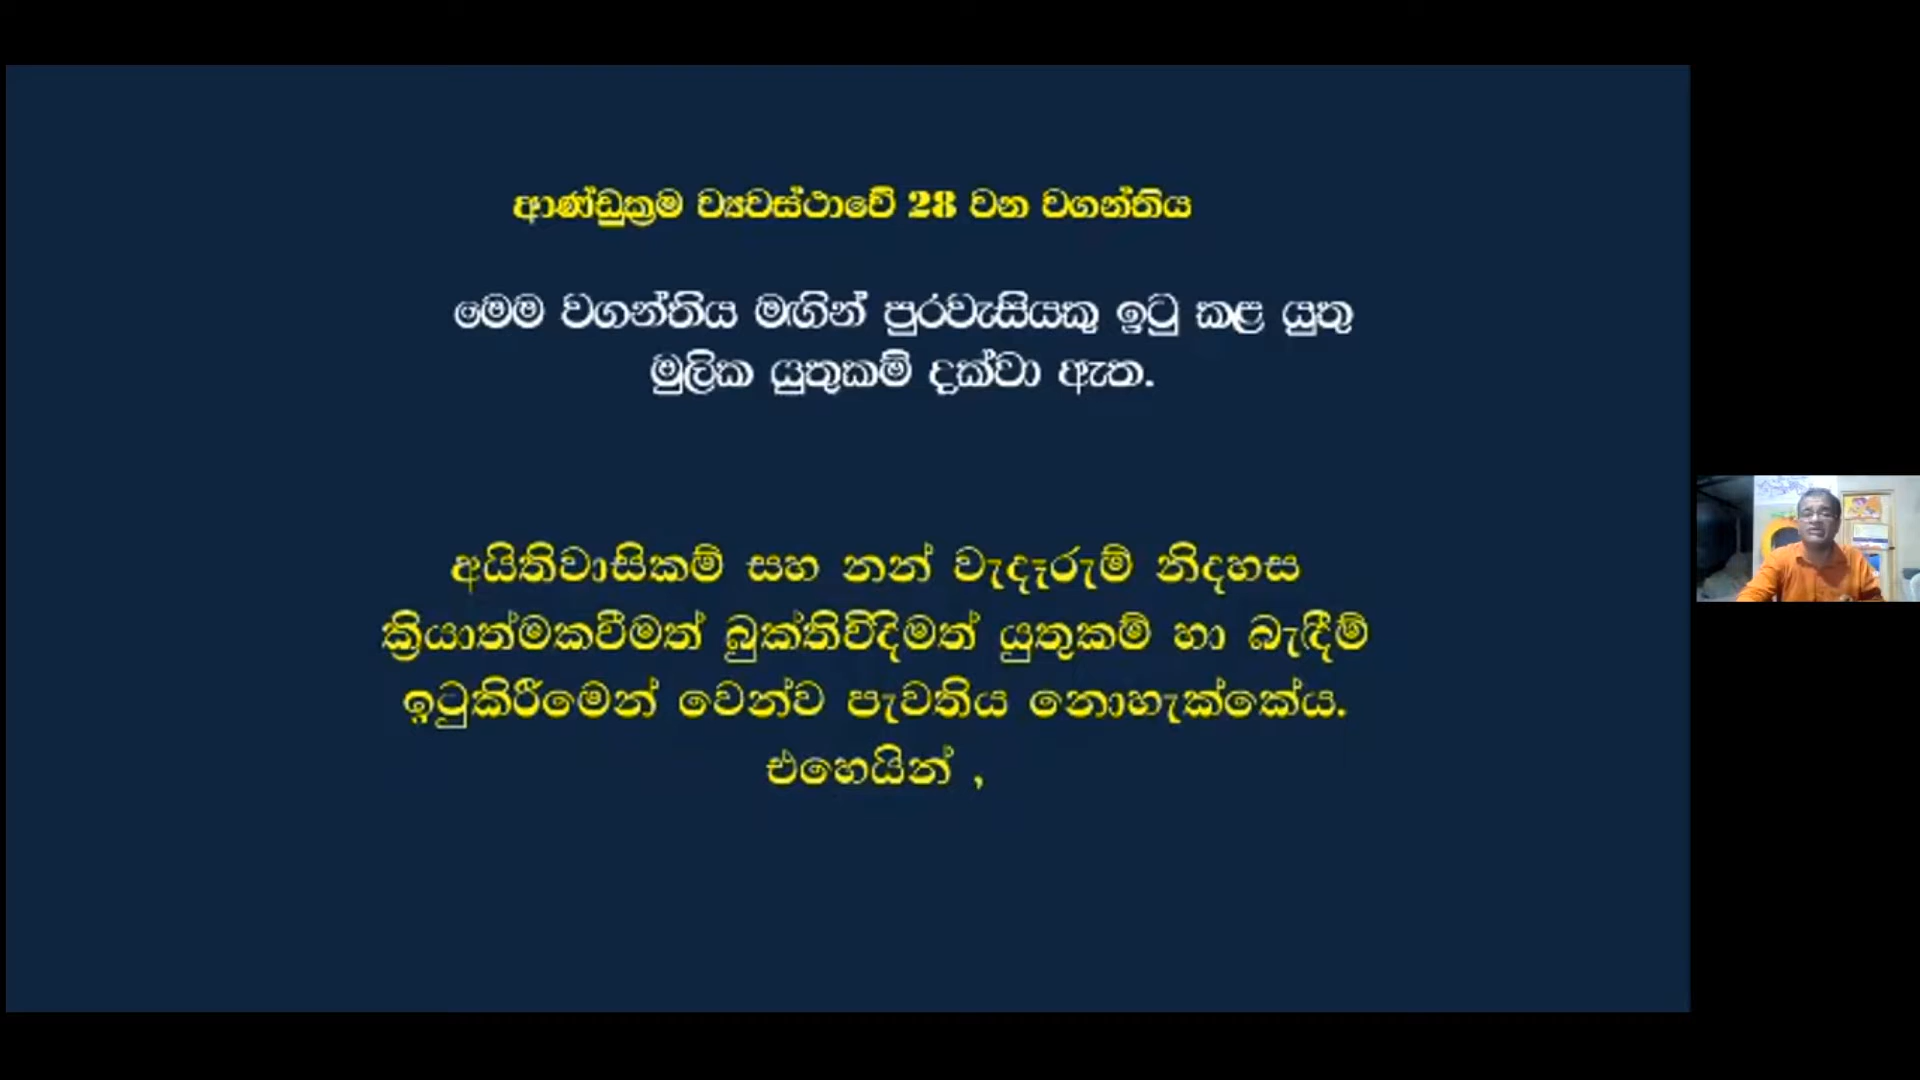 ආණ්ඩුක්‍රම ව්‍යවස්ථාවේ 28 වන වගන්තිය
මෙම වගන්තිය මඟින් පුරවැසියකු ඉටු කළ යුතු
මුලික යුතුකම් දක්වා ඇත.
අයිතිවාසිකම් සහ නන් වැදෑරුම් නිදහස
ක්‍රියාත්මකවීමත් බුක්තිවිඳිමත් යුතුකම් හා බැඳීම්
ඉටුකිරීමෙන් වෙන්ව පැවතිය නොහැක්කේය.
එහෙයින් ,